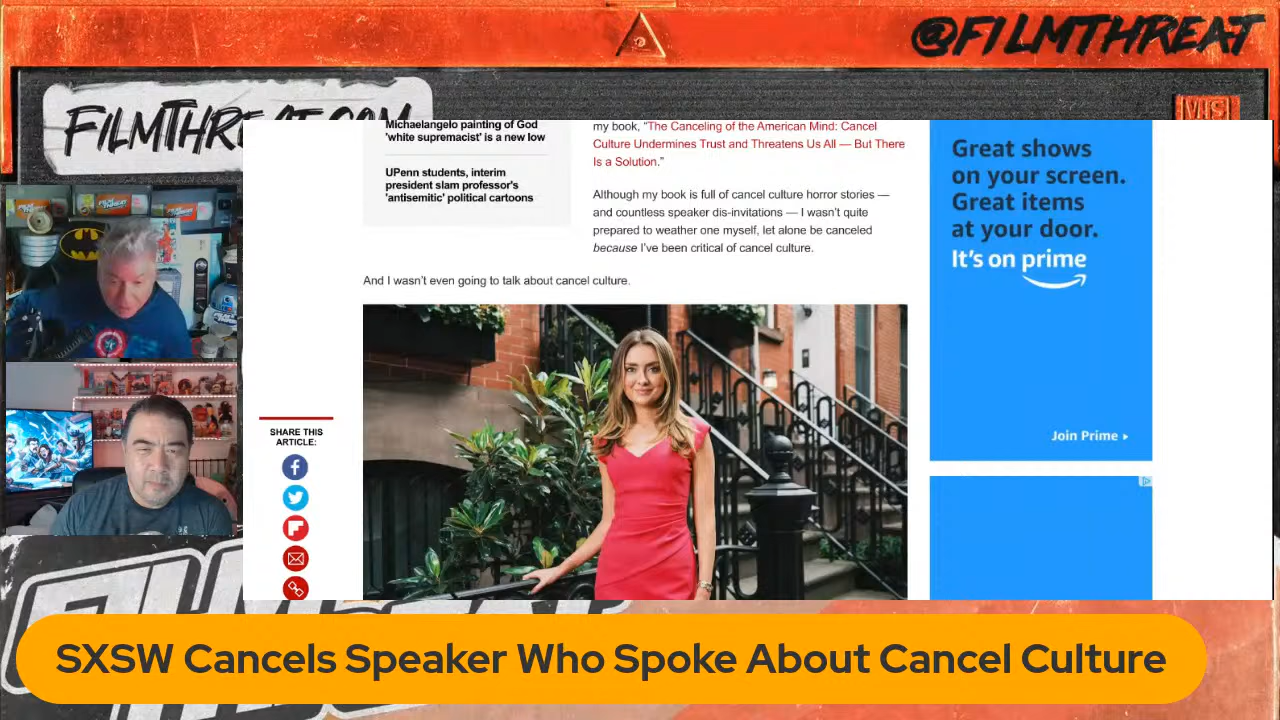 @FILMTHREAT
FILMTHREAT.COM
Michaelangelo painting of God
'white supremacist' is a new low
UPenn students, interim
president slam professor's
'antisemitic' political cartoons
my book, “The Canceling of the American Mind: Cancel
Culture Undermines Trust and Threatens Us All — But There
Is a Solution.”
Although my book is full of cancel culture horror stories —
and countless speaker dis-invitations — I wasn’t quite
prepared to weather one myself, let alone be canceled
because I’ve been critical of cancel culture.
And I wasn’t even going to talk about cancel culture.
SHARE THIS
ARTICLE:
Great shows
on your screen.
Great items
at your door.
It’s on prime
Join Prime
SXSW Cancels Speaker Who Spoke About Cancel Culture